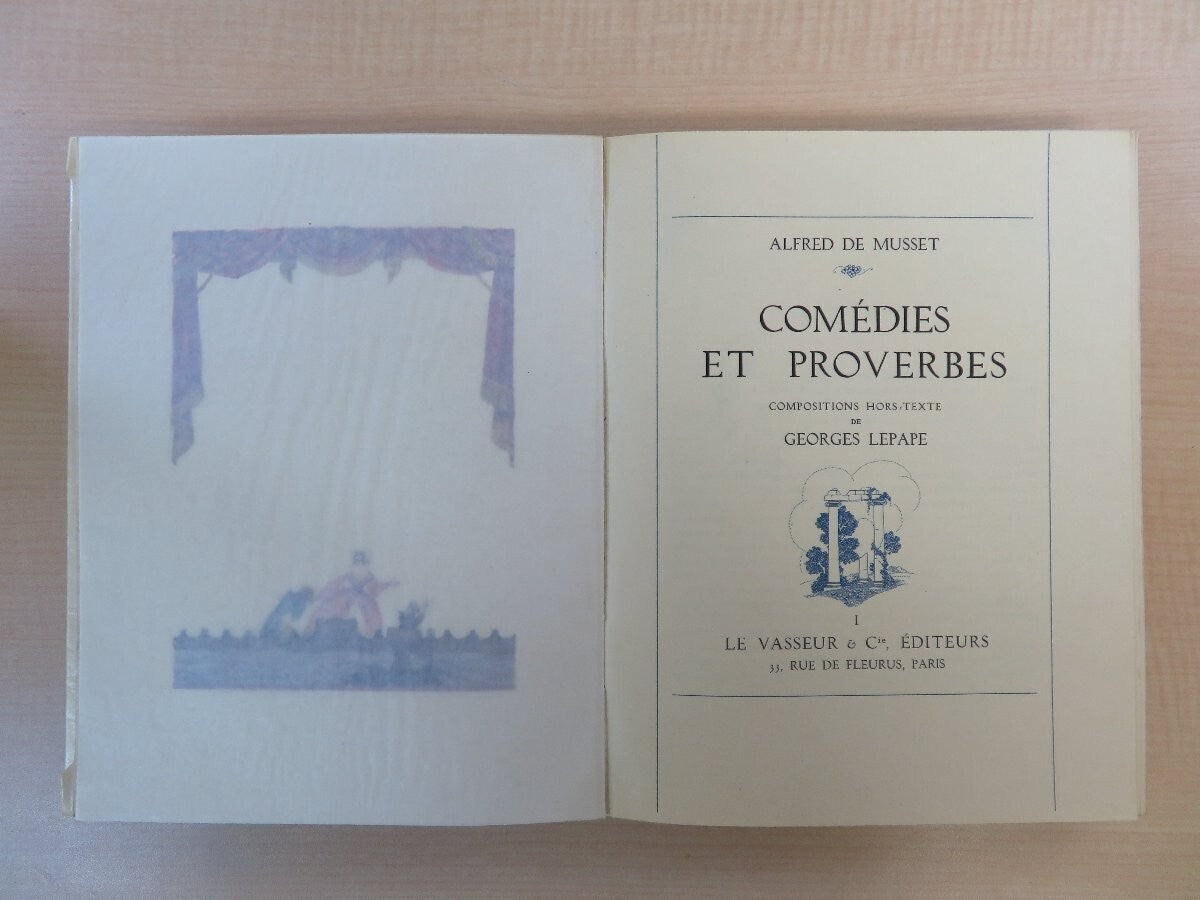 ALFRED DE MUSSET
COMÉDIES
ET PROVERBES
COMPOSITIONS HORS-TEXTE
DE
GEORGES LEPAPE
I
LE VASSEUR & Cie, ÉDITEURS
33, RUE DE FLEURUS, PARIS